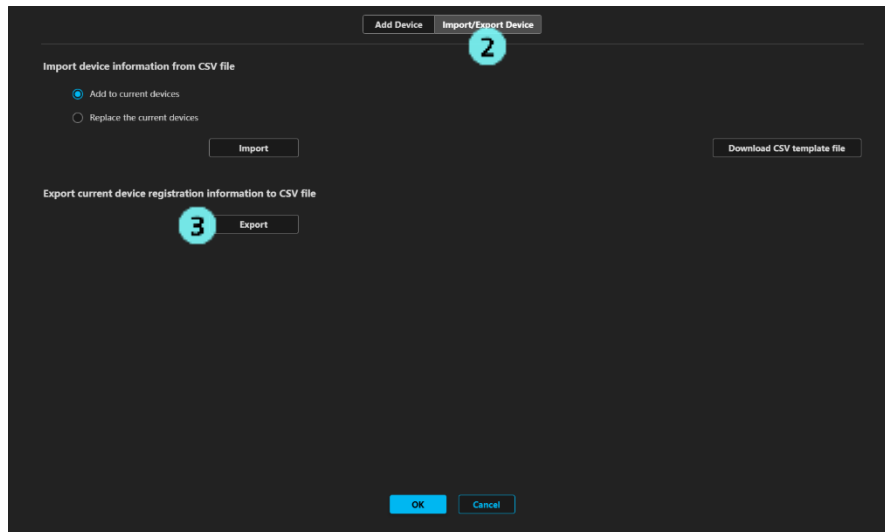 Add Device Import/Export Device
2
Import device information from CSV file
Add to current devices
Replace the current devices
Import Download CSV template file
Export current device registration information to CSV file
3 Export
OK Cancel